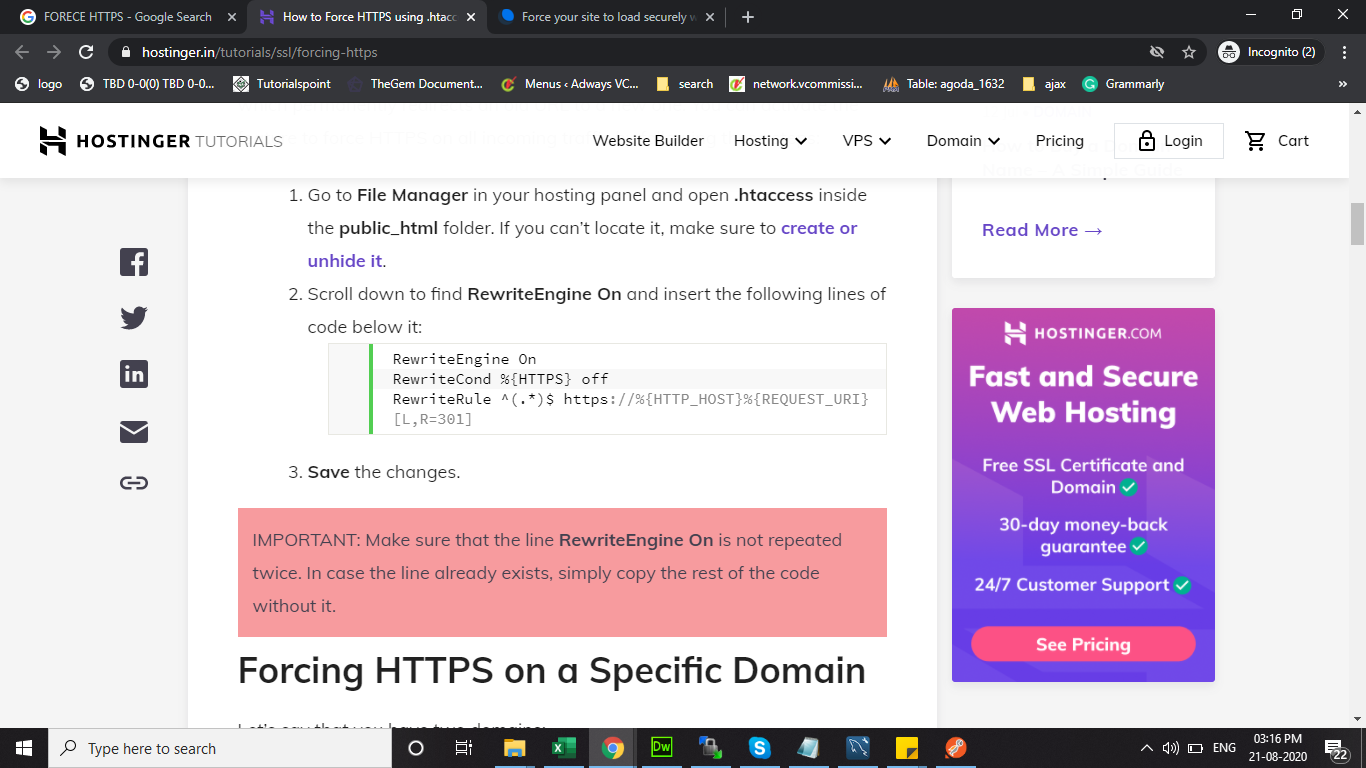 FORECE HTTPS - Google Search
How to Force HTTPS using .htacc
Force your site to load securely w
hostinger.in/tutorials/ssl/forcing-https
Incognito (2)
logo
TBD 0-0(0) TBD 0-0...
Tutorialspoint
TheGem Document...
Menus ‹ Adways VC...
search
network.vcommissi...
Table: agoda_1632
ajax
Grammarly
»
HOSTINGER TUTORIALS
Website Builder
Hosting
VPS
Domain
Pricing
Login
Cart
1. Go to File Manager in your hosting panel and open .htaccess inside
the public_html folder. If you can't locate it, make sure to create or
unhide it.
2. Scroll down to find RewriteEngine On and insert the following lines of
code below it:
RewriteEngine On
RewriteCond %{HTTPS} off
RewriteRule ^(.*)$ https://%{HTTP_HOST}%{REQUEST_URI}
[L,R=301]
3. Save the changes.
IMPORTANT: Make sure that the line RewriteEngine On is not repeated
twice. In case the line already exists, simply copy the rest of the code
without it.
Forcing HTTPS on a Specific Domain
Let's say that you have two domains:
Read More →
HOSTINGER.COM
Fast and Secure
Web Hosting
Free SSL Certificate and
Domain
30-day money-back
guarantee
24/7 Customer Support
See Pricing
Type here to search
Dw
ENG
03:16 PM
21-08-2020
22